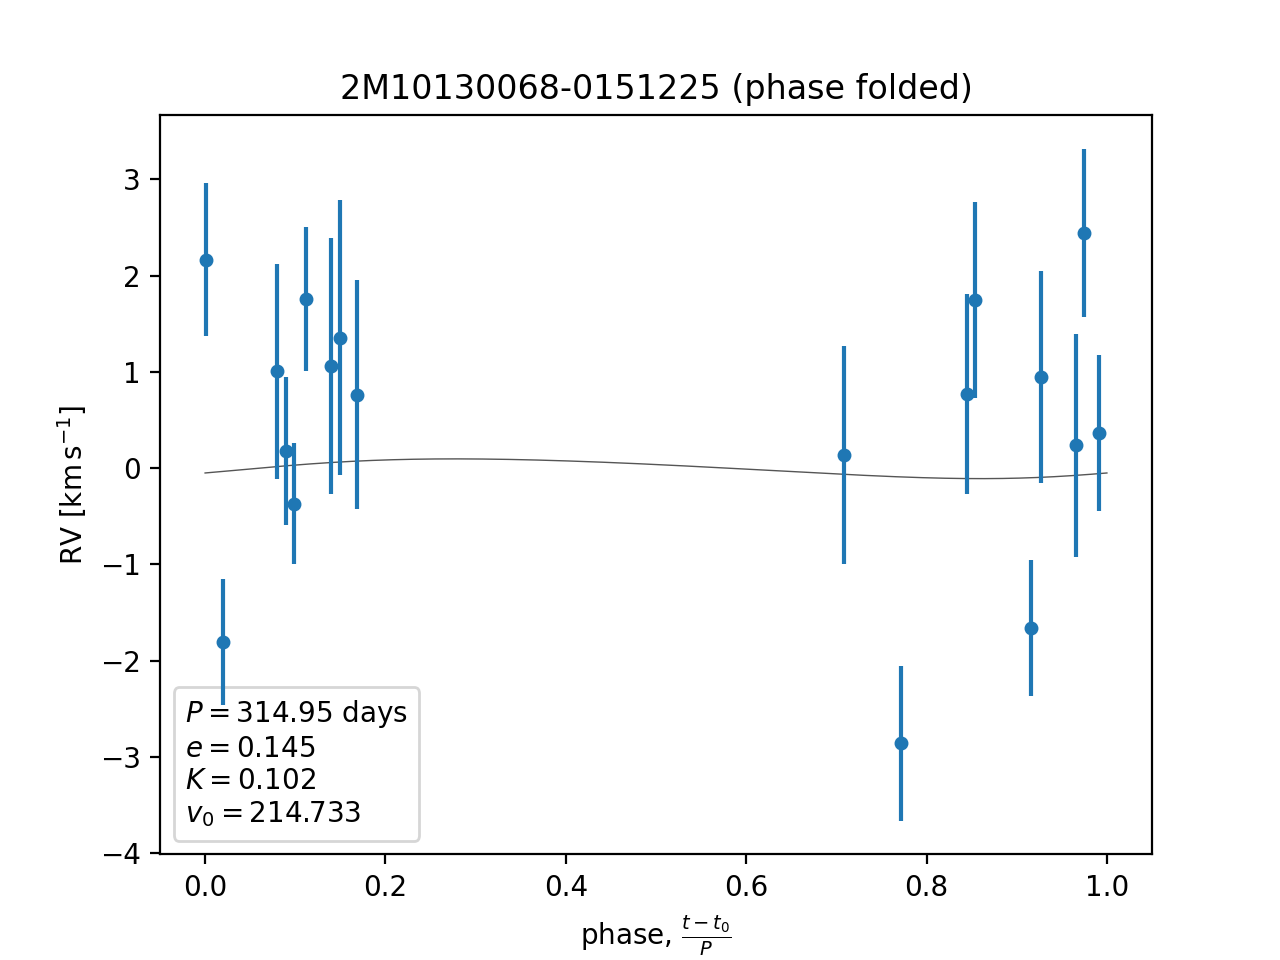 2M10130068-0151225 (phase folded)
RV [km s⁻¹]
3
2
1
0
−1
−2
−3
−4
P = 314.95 days
e = 0.145
K = 0.102
v₀ = 214.733
0.0 0.2 0.4 0.6 0.8 1.0
phase, (t − t₀)/P